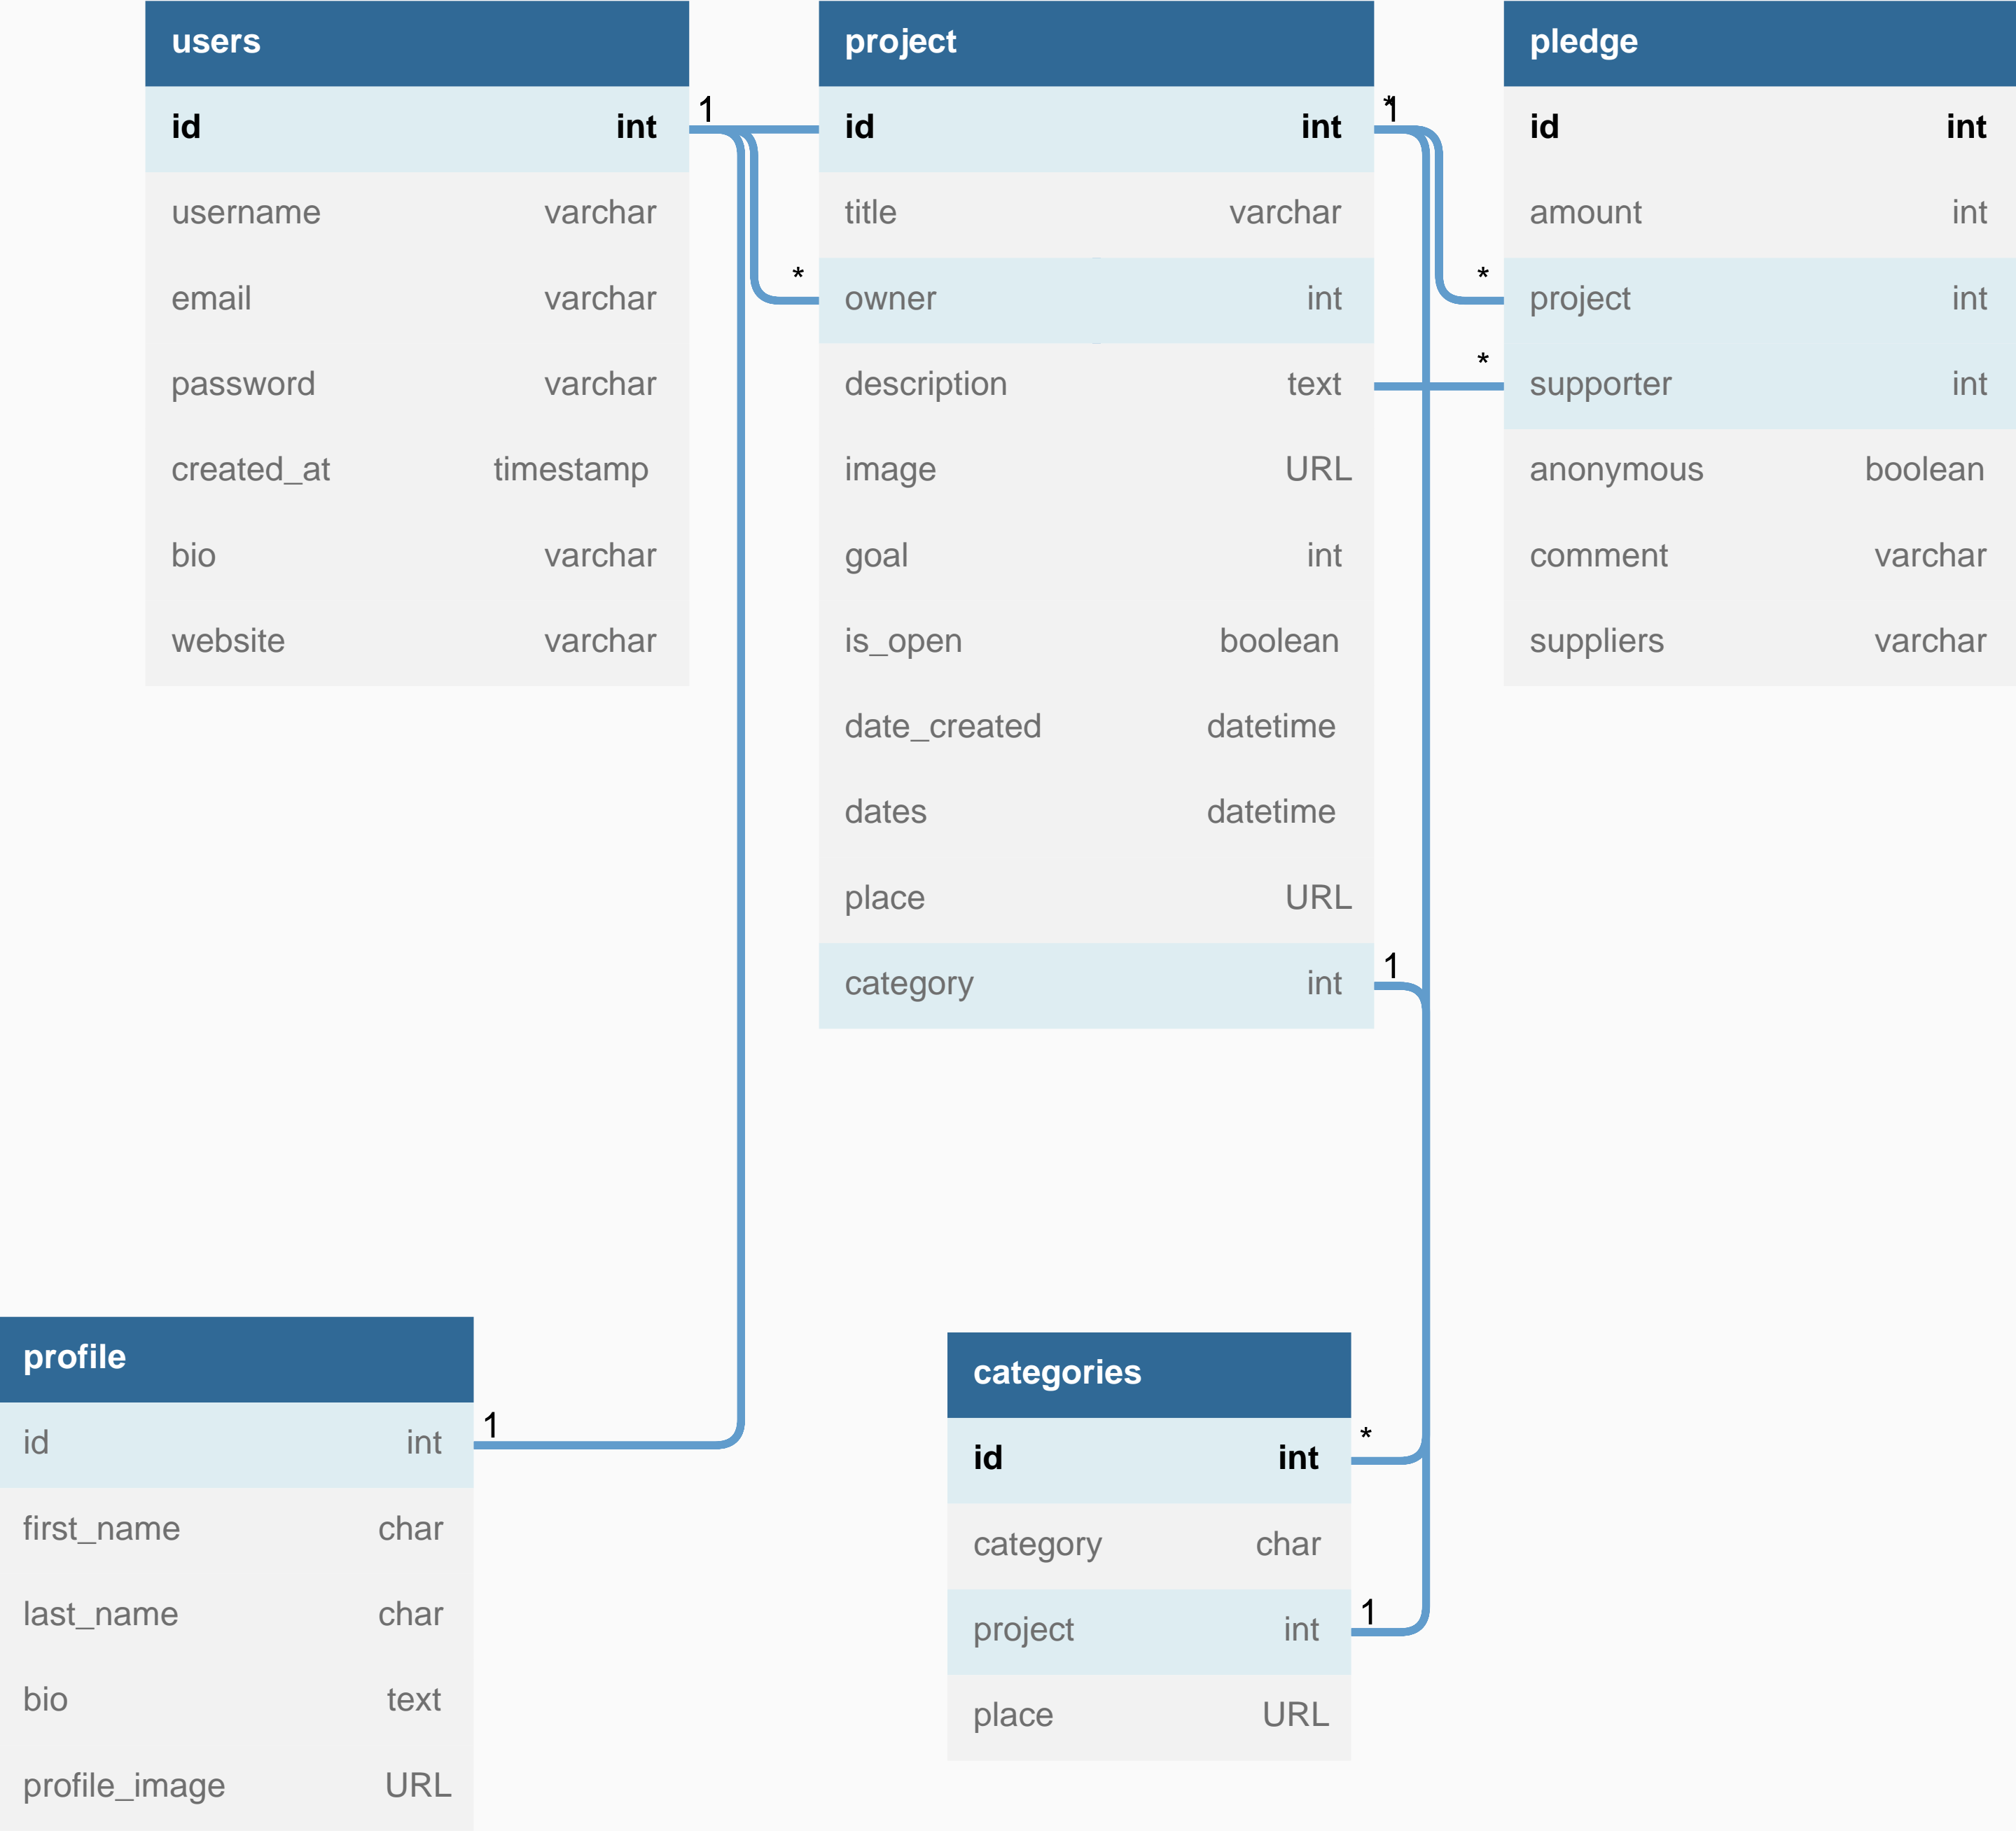 users
id int
username varchar
email varchar
password varchar
created_at timestamp
bio varchar
website varchar
1
*
project
id int
title varchar
owner int
description text
image URL
goal int
is_open boolean
date_created datetime
dates datetime
place URL
category int
*
1
1
*
*
pledge
id int
amount int
project int
supporter int
anonymous boolean
comment varchar
suppliers varchar
profile
id int
first_name char
last_name char
bio text
profile_image URL
1
categories
id int
category char
project int
place URL
*
1